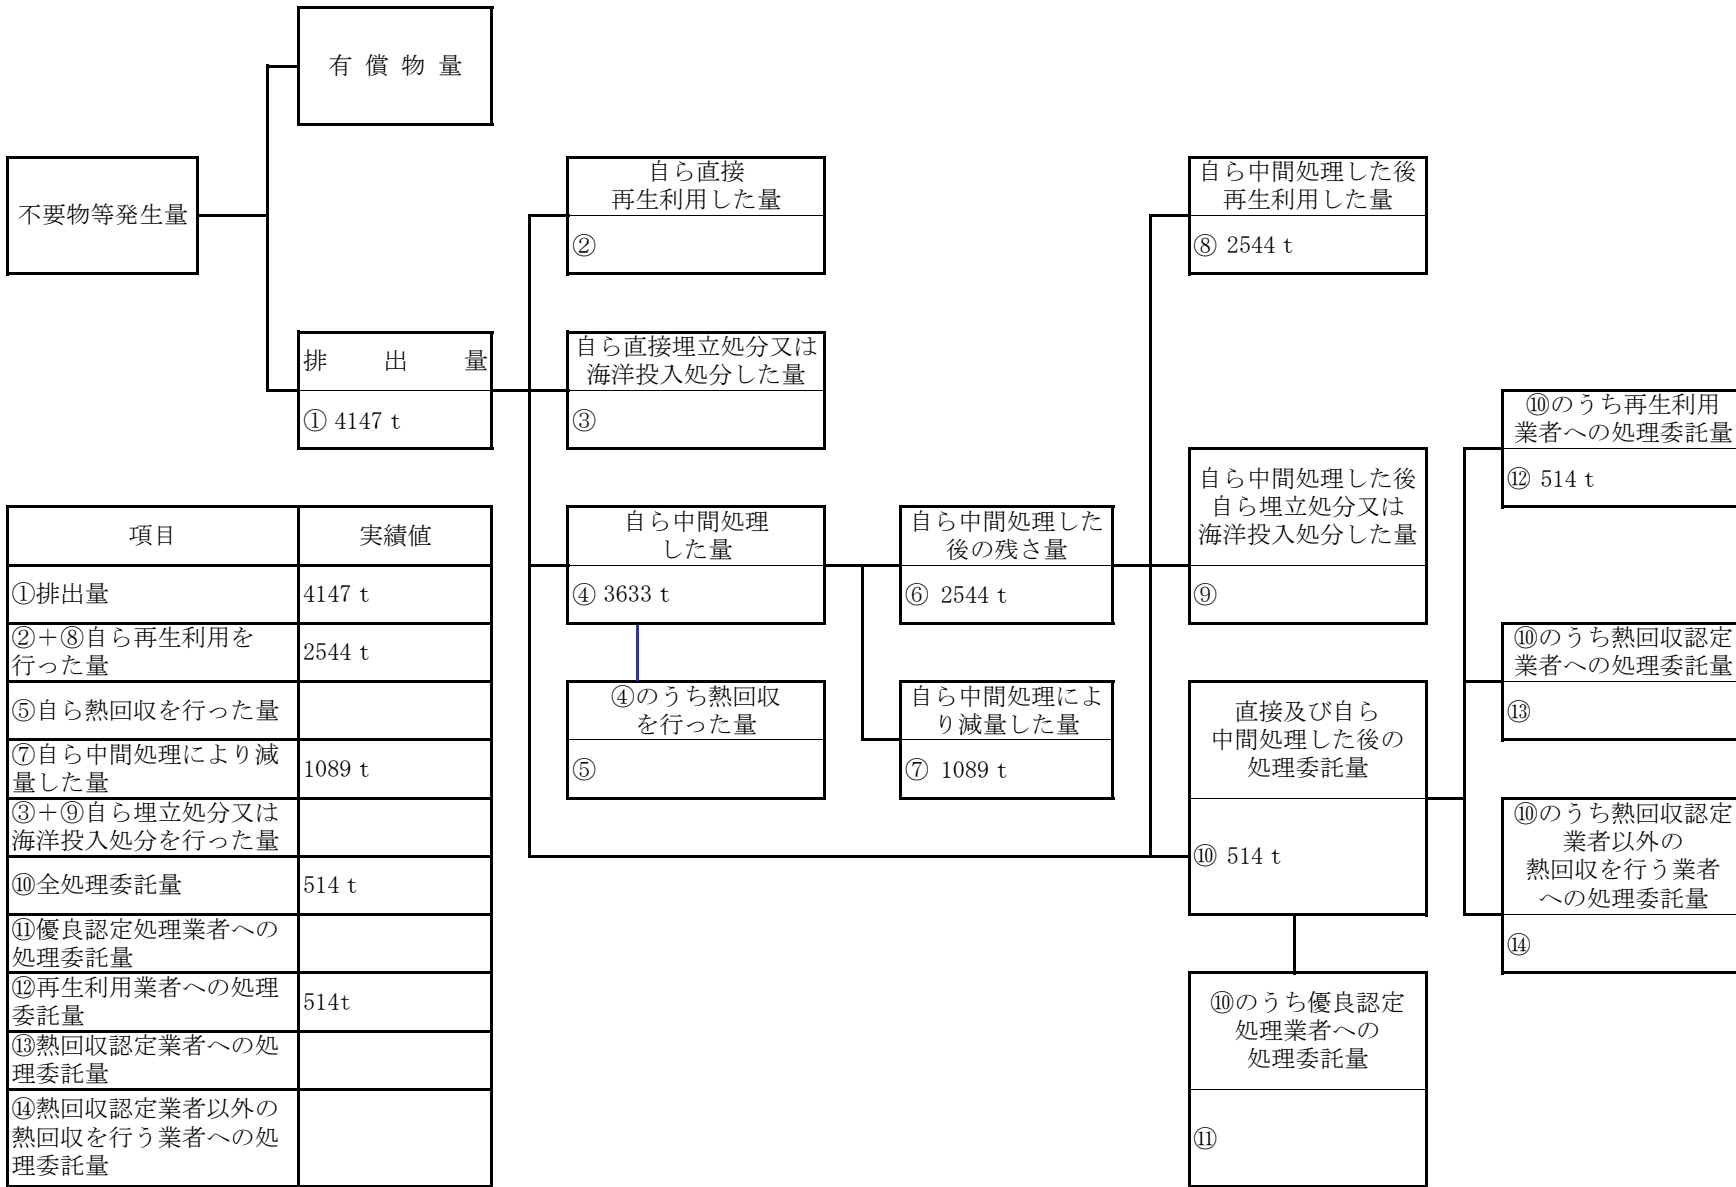 有 償 物 量
不要物等発生量
自ら直接
再生利用した量
②
自ら中間処理した後
再生利用した量
⑧ 2544 t
排 出 量
① 4147 t
自ら直接埋立処分又は
海洋投入処分した量
③
⑩のうち再生利用
業者への処理委託量
⑫ 514 t
自ら中間処理した後
自ら埋立処分又は
海洋投入処分した量
⑨
自ら中間処理
した量
④ 3633 t
自ら中間処理した
後の残さ量
⑥ 2544 t
⑩のうち熱回収認定
業者への処理委託量
⑬
④のうち熱回収
を行った量
⑤
自ら中間処理によ
り減量した量
⑦ 1089 t
直接及び自ら
中間処理した後の
処理委託量
⑩ 514 t
⑩のうち熱回収認定
業者以外の
熱回収を行う業者
への処理委託量
⑭
⑩のうち優良認定
処理業者への
処理委託量
⑪
項目 実績値
①排出量 4147 t
②＋⑧自ら再生利用を
行った量 2544 t
⑤自ら熱回収を行った量
⑦自ら中間処理により減
量した量 1089 t
③＋⑨自ら埋立処分又は
海洋投入処分を行った量
⑩全処理委託量 514 t
⑪優良認定処理業者への
処理委託量
⑫再生利用業者への処理
委託量 514t
⑬熱回収認定業者への処
理委託量
⑭熱回収認定業者以外の
熱回収を行う業者への処
理委託量